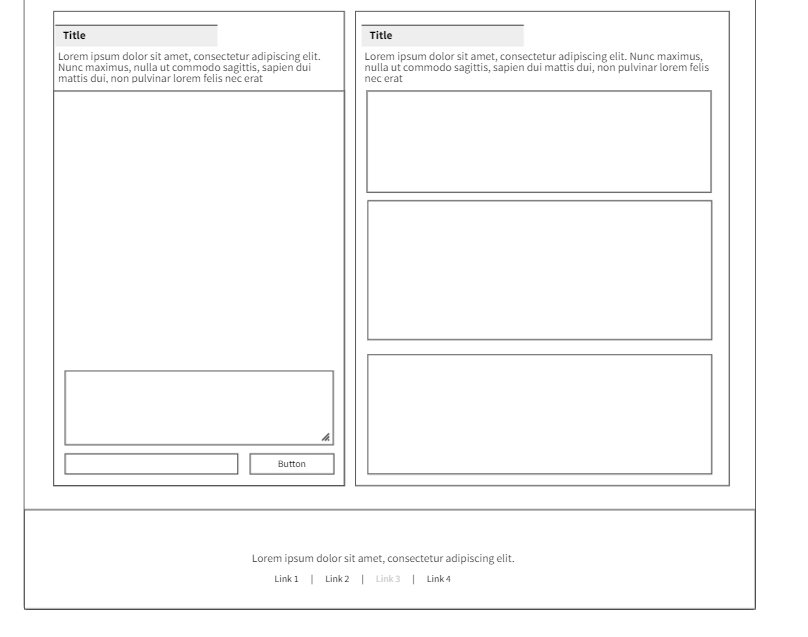 Title
Lorem ipsum dolor sit amet, consectetur adipiscing elit.
Nunc maximus, nulla ut commodo sagittis, sapien dui
mattis dui, non pulvinar lorem felis nec erat
Button
Title
Lorem ipsum dolor sit amet, consectetur adipiscing elit. Nunc maximus,
nulla ut commodo sagittis, sapien dui mattis dui, non pulvinar lorem felis
nec erat
Lorem ipsum dolor sit amet, consectetur adipiscing elit.
Link 1 | Link 2 | Link 3 | Link 4